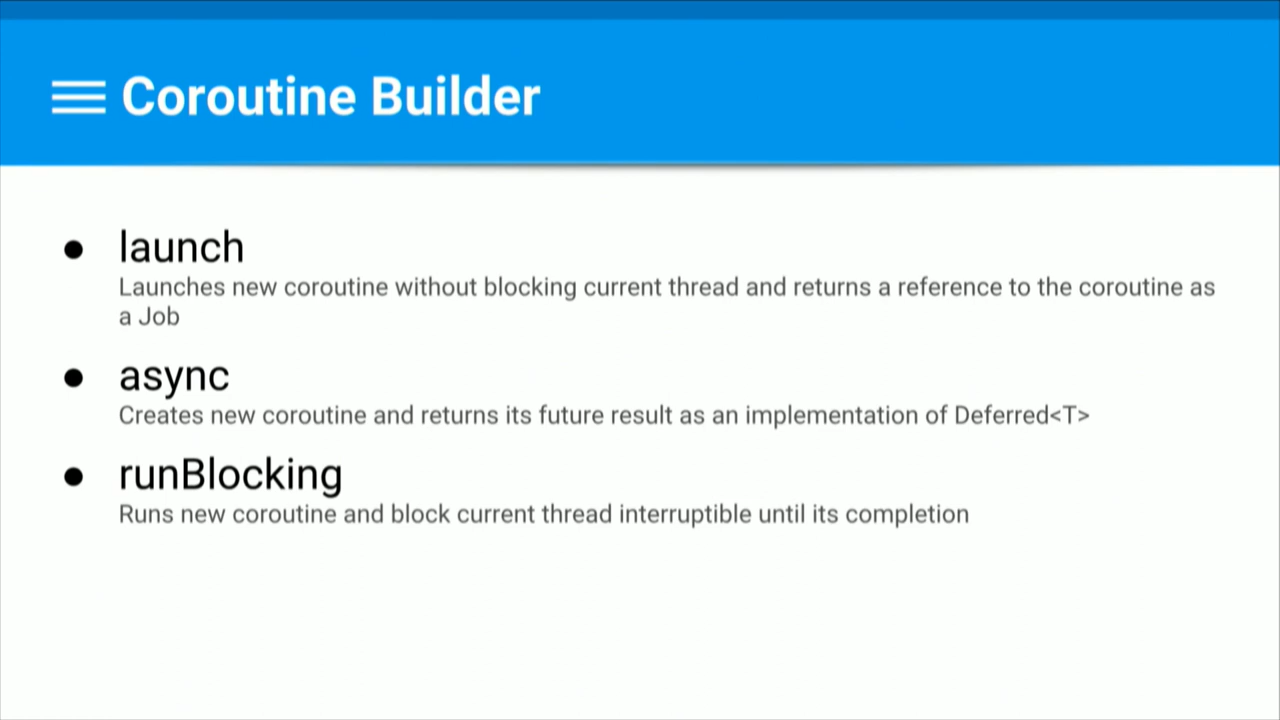 Coroutine Builder
● launch
Launches new coroutine without blocking current thread and returns a reference to the coroutine as
a Job
● async
Creates new coroutine and returns its future result as an implementation of Deferred<T>
● runBlocking
Runs new coroutine and block current thread interruptible until its completion